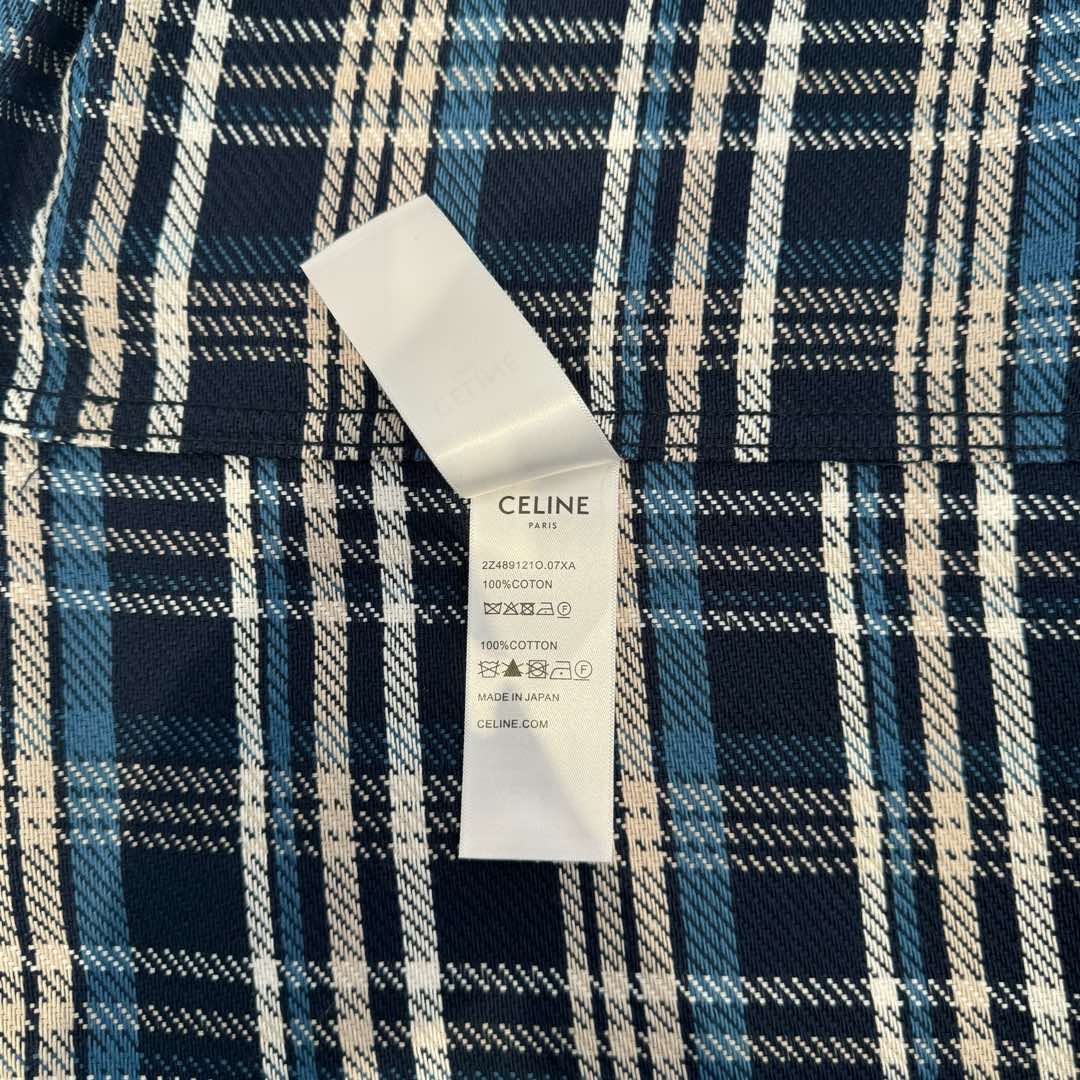 CELINE
CELINE
PARIS
2Z489121O.07XA
100%COTON
F
100%COTTON
F
MADE IN JAPAN
CELINE.COM